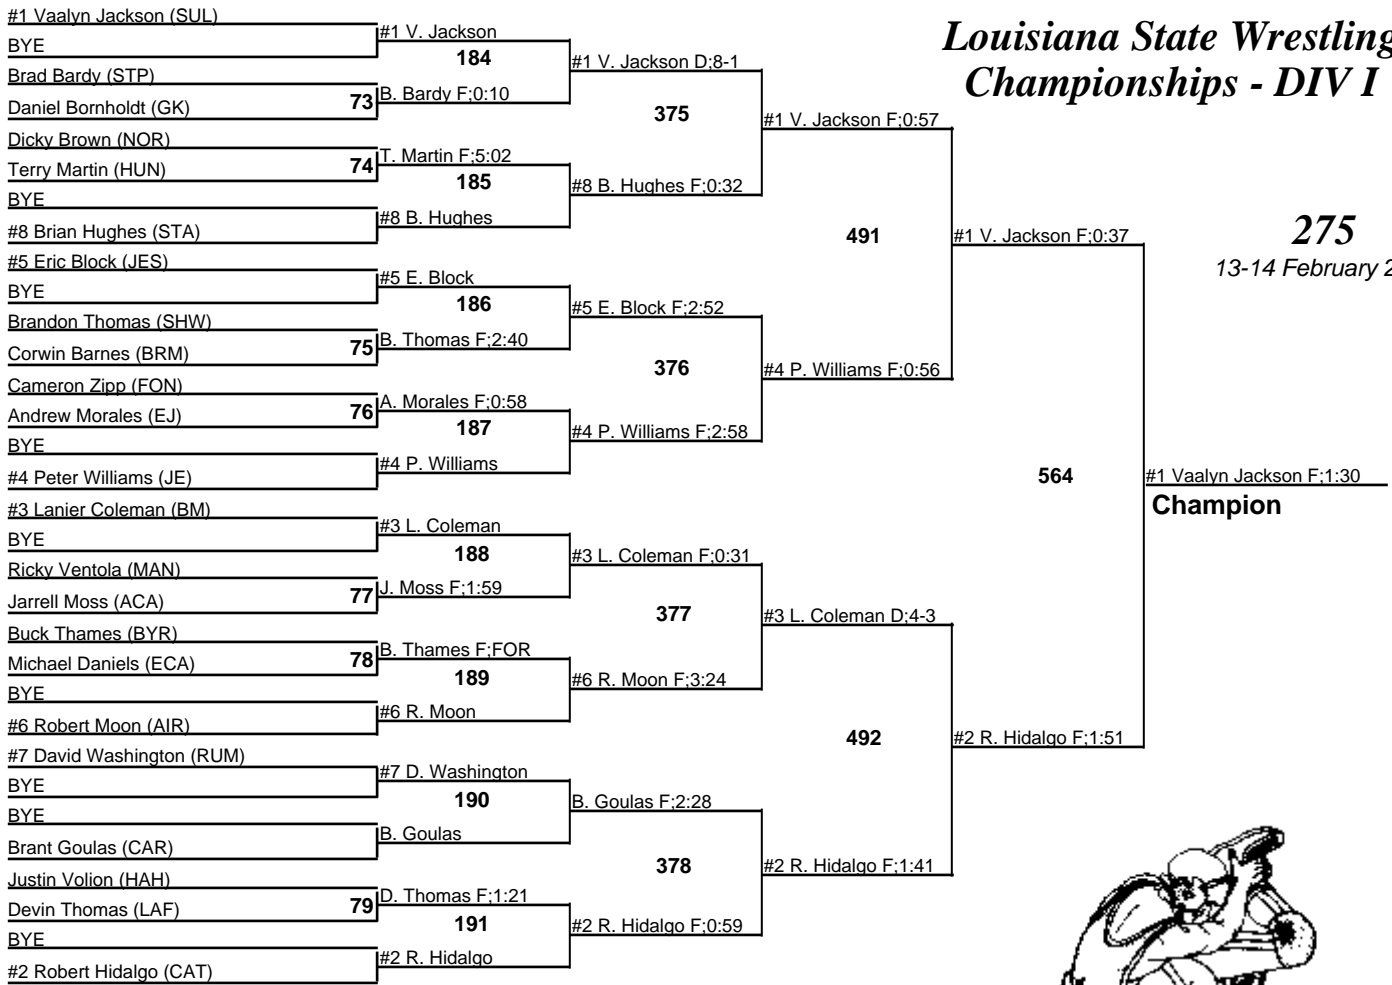 #1 Vaalyn Jackson (SUL)
BYE
Brad Bardy (STP)
Daniel Bornholdt (GK)
Dicky Brown (NOR)
Terry Martin (HUN)
BYE
#8 Brian Hughes (STA)
#5 Eric Block (JES)
BYE
Brandon Thomas (SHW)
Corwin Barnes (BRM)
Cameron Zipp (FON)
Andrew Morales (EJ)
BYE
#4 Peter Williams (JE)
#3 Lanier Coleman (BM)
BYE
Ricky Ventola (MAN)
Jarrell Moss (ACA)
Buck Thames (BYR)
Michael Daniels (ECA)
BYE
#6 Robert Moon (AIR)
#7 David Washington (RUM)
BYE
BYE
Brant Goulas (CAR)
Justin Volion (HAH)
Devin Thomas (LAF)
BYE
#2 Robert Hidalgo (CAT)
73
74
75
76
77
78
79
#1 V. Jackson
184
B. Bardy F;0:10
T. Martin F;5:02
185
#8 B. Hughes
#5 E. Block
186
B. Thomas F;2:40
A. Morales F;0:58
187
#4 P. Williams
#3 L. Coleman
188
J. Moss F;1:59
B. Thames F;FOR
189
#6 R. Moon
#7 D. Washington
190
B. Goulas
D. Thomas F;1:21
191
#2 R. Hidalgo
#1 V. Jackson D;8-1
375
#8 B. Hughes F;0:32
#5 E. Block F;2:52
376
#4 P. Williams F;2:58
#3 L. Coleman F;0:31
377
#6 R. Moon F;3:24
B. Goulas F;2:28
378
#2 R. Hidalgo F;0:59
#1 V. Jackson F;0:57
491
#4 P. Williams F;0:56
#3 L. Coleman D;4-3
492
#2 R. Hidalgo F;1:41
#1 V. Jackson F;0:37
564
#2 R. Hidalgo F;1:51
#1 Vaalyn Jackson F;1:30
Champion
Louisiana State Wrestling
Championships - DIV I
275
13-14 February 2